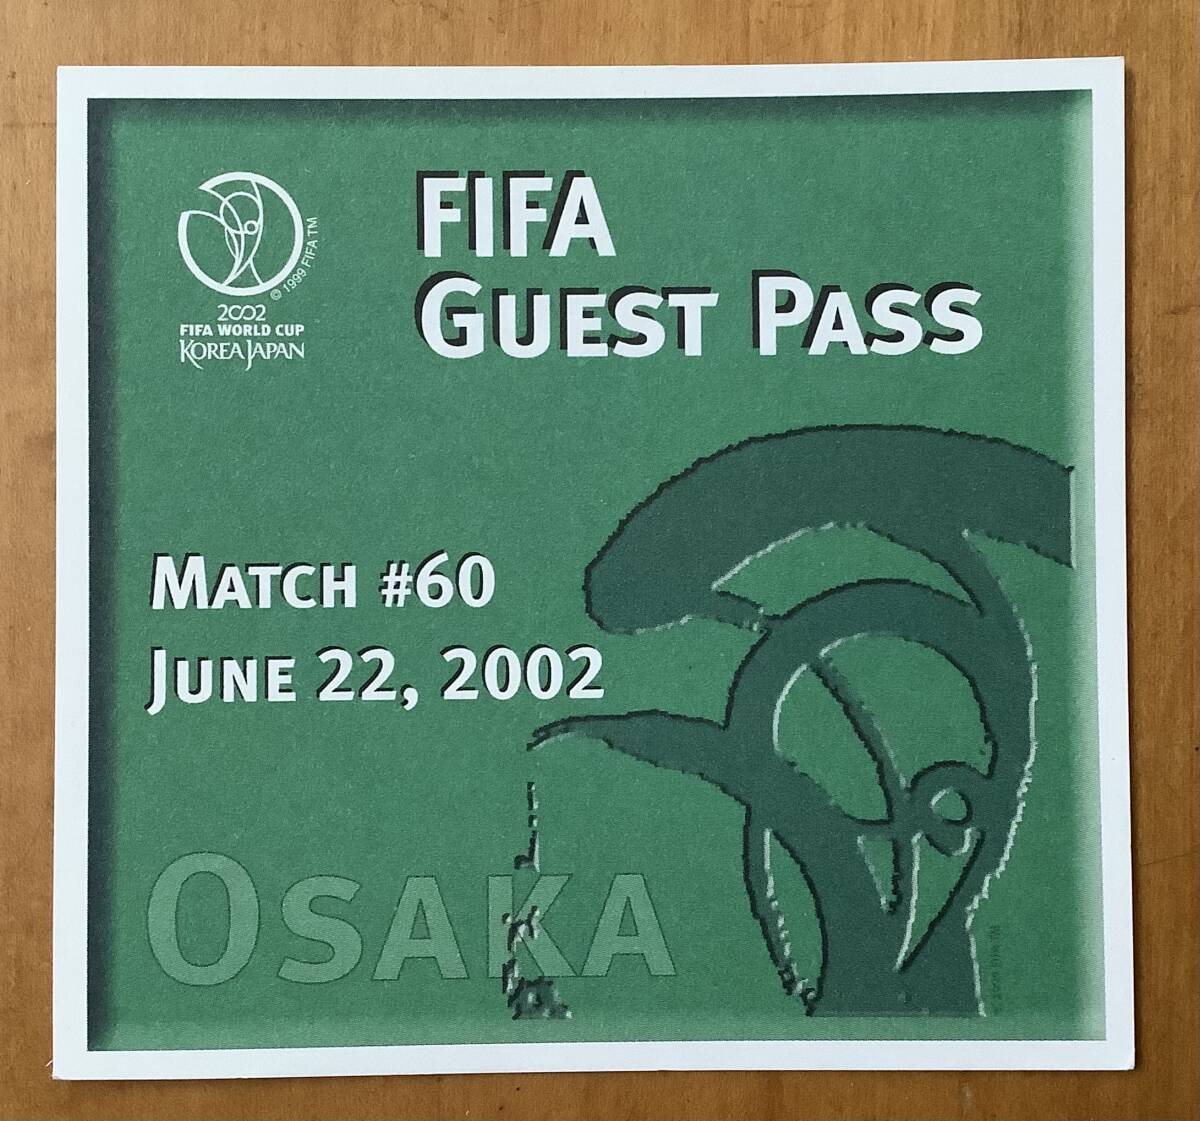 FIFA
GUEST PASS
© 1999 FIFA TM
2002
FIFA WORLD CUP
KOREA JAPAN
MATCH #60
JUNE 22, 2002
OSAKA